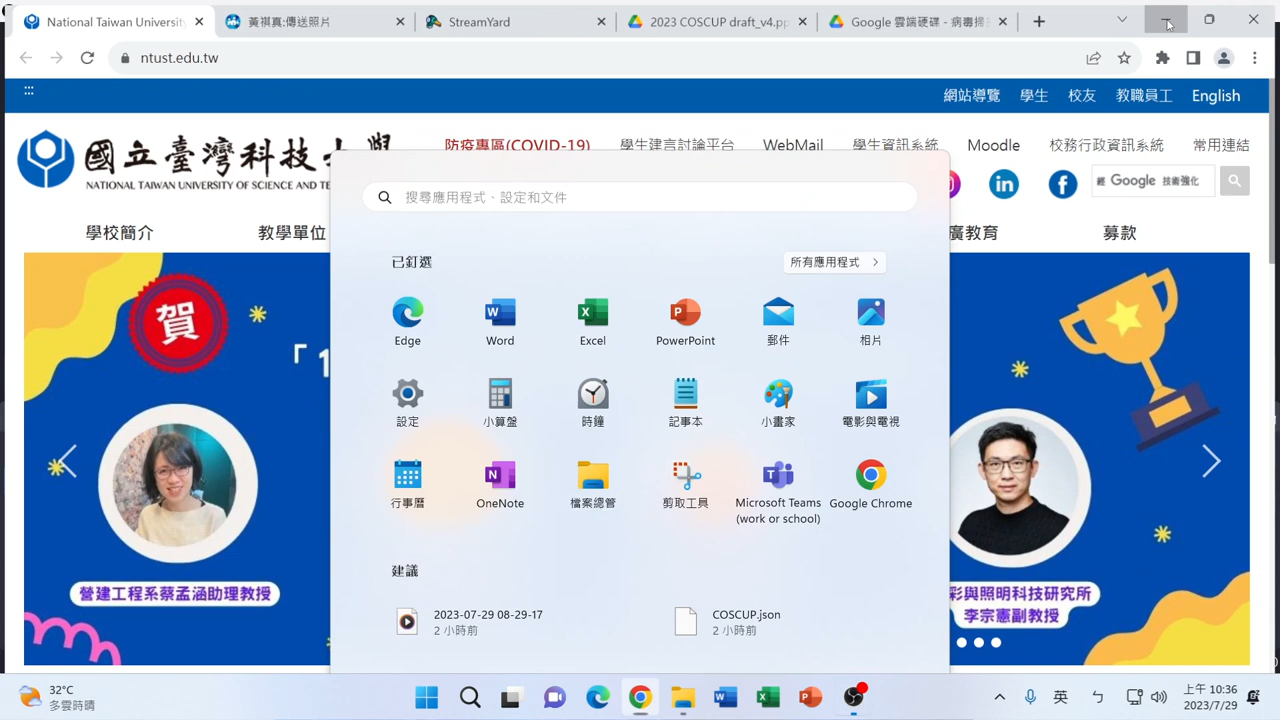 National Taiwan University
黃祺真:傳送照片
StreamYard
2023 COSCUP Draft_v4.pp
Google 雲端硬碟 - 病毒掃
ntust.edu.tw
網站導覽
學生
校友
教職員工
English
國立臺灣科技大學
NATIONAL TAIWAN UNIVERSITY OF SCIENCE AND TE
防疫專區(COVID-19)
學生建言討論平台
WebMail
學生資訊系統
Moodle
校務行政資訊系統
常用連結
經 Google 技術強化
搜尋應用程式、設定和文件
學校簡介
教學單位
廣教育
募款
已釘選
所有應用程式
賀
「1
Edge
Word
Excel
PowerPoint
郵件
相片
設定
小算盤
時鐘
記事本
小畫家
電影與電視
行事曆
OneNote
檔案總管
剪取工具
Microsoft Teams
(work or school)
Google Chrome
建議
2023-07-29 08-29-17
2 小時前
COSCUP.json
2 小時前
營建工程系蔡孟涵助理教授
彩與照明科技研究所
李宗憲副教授
32°C
多雲時晴
英
ㄅ
上午 10:36
2023/7/29